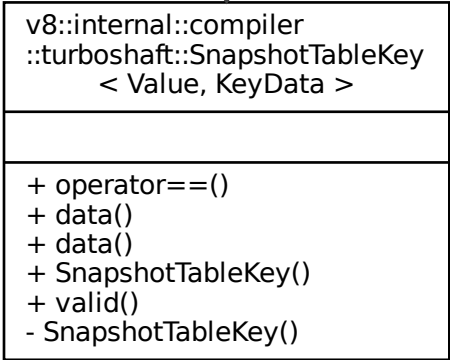 v8::internal::compiler
::turboshaft::SnapshotTableKey
< Value, KeyData >
+ operator==()
+ data()
+ data()
+ SnapshotTableKey()
+ valid()
- SnapshotTableKey()